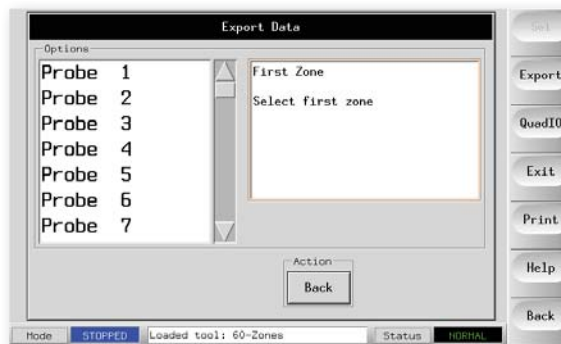 Export Data
Options
Probe 1
Probe 2
Probe 3
Probe 4
Probe 5
Probe 6
Probe 7
First Zone
Select first zone
Action
Back
Sel
Export
QuadIO
Exit
Print
Help
Back
Mode
STOPPED
Loaded tool: 60-Zones
Status
NORMAL